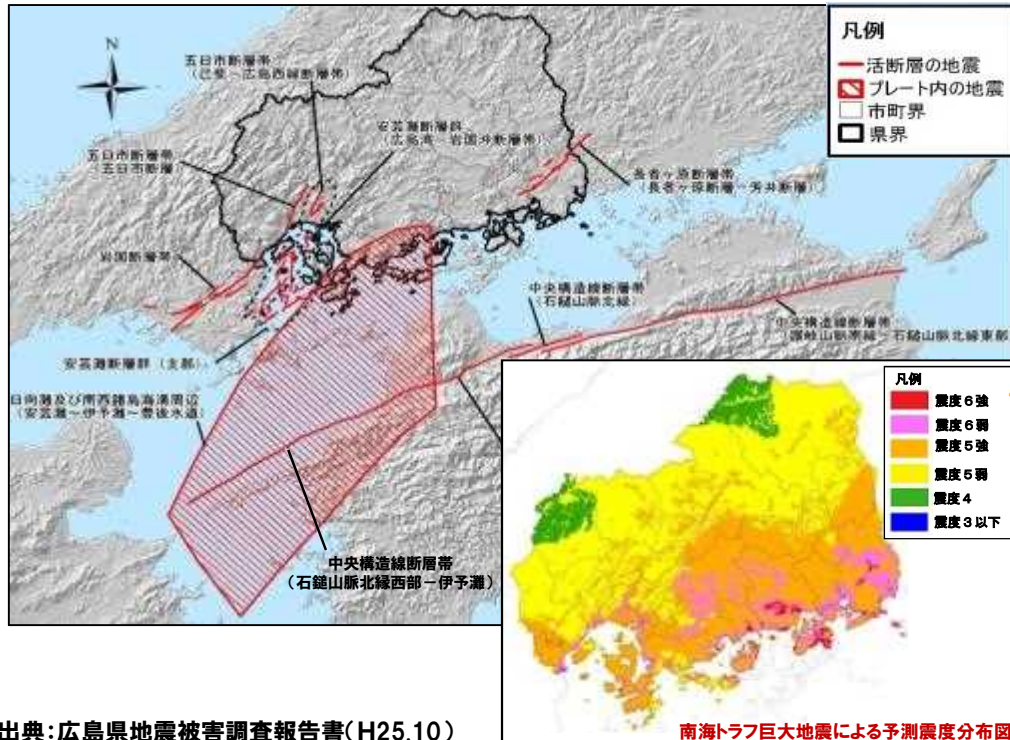 凡例
活断層の地震
プレート内の地震
市町界
県界
N
五日市断層帯
(己斐-広島西縁断層帯)
安芸灘断層群
(広島湾-岩国沖断層帯)
五日市断層帯
(五日市断層)
長者ヶ原断層帯
(長者ヶ原断層-芳井断層)
岩国断層帯
中央構造線断層帯
(石鎚山脈北縁)
中央構造線断層帯
(讃岐山脈南縁-石鎚山脈北縁東部
安芸灘断層群(主部)
日向灘及び南西諸島海溝周辺
(安芸灘~伊予灘~豊後水道)
中央構造線断層帯
(石鎚山脈北縁西部-伊予灘)
凡例
震度6強
震度6弱
震度5強
震度5弱
震度4
震度3以下
出典:広島県地震被害調査報告書(H25.10)
南海トラフ巨大地震による予測震度分布図